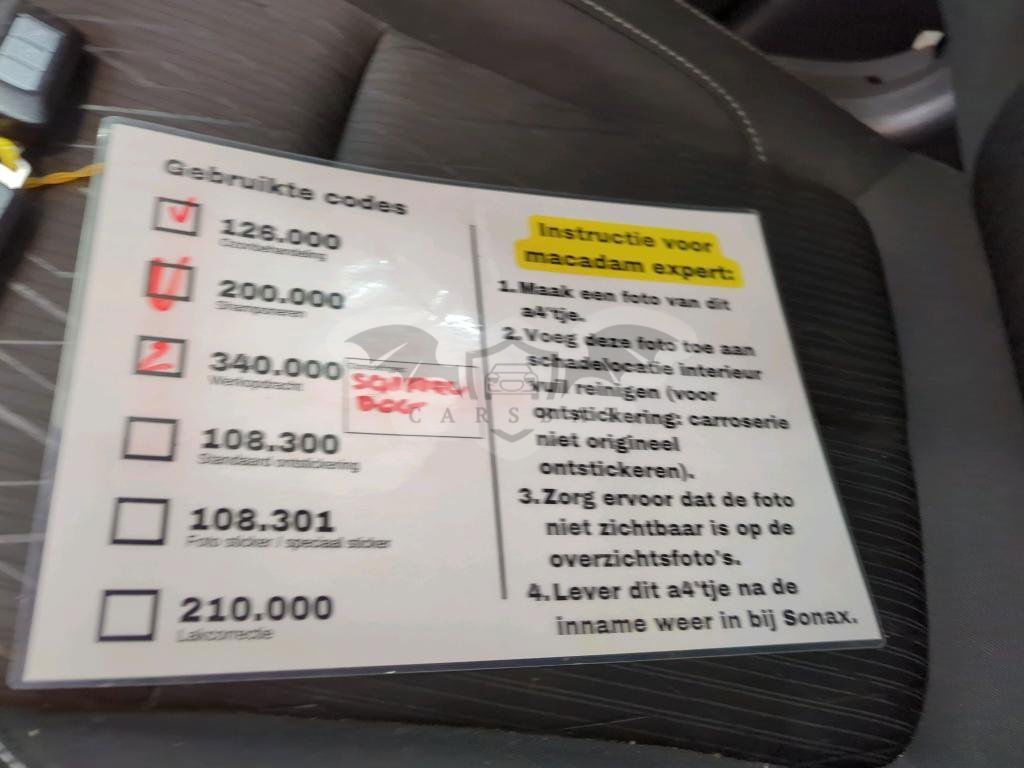 Gebruikte codes
126.000
Ozonbehandeling
200.000
Shamponeren
2 340.000
Werkopdracht
108.300
Standaard ontstickering
108.301
Foto sticker / speciaal sticker
210.000
Lakcorrectie
Instructie voor
macadam expert:
1. Maak een foto van dit
a4'tje.
2. Voeg deze foto toe aan
schadelocatie interieur
vuil reinigen (voor
ontstickering: carroserie
niet origineel
ontstickeren).
3. Zorg ervoor dat de foto
niet zichtbaar is op de
overzichtsfoto's.
4. Lever dit a4'tje na de
inname weer in bij Sonax.